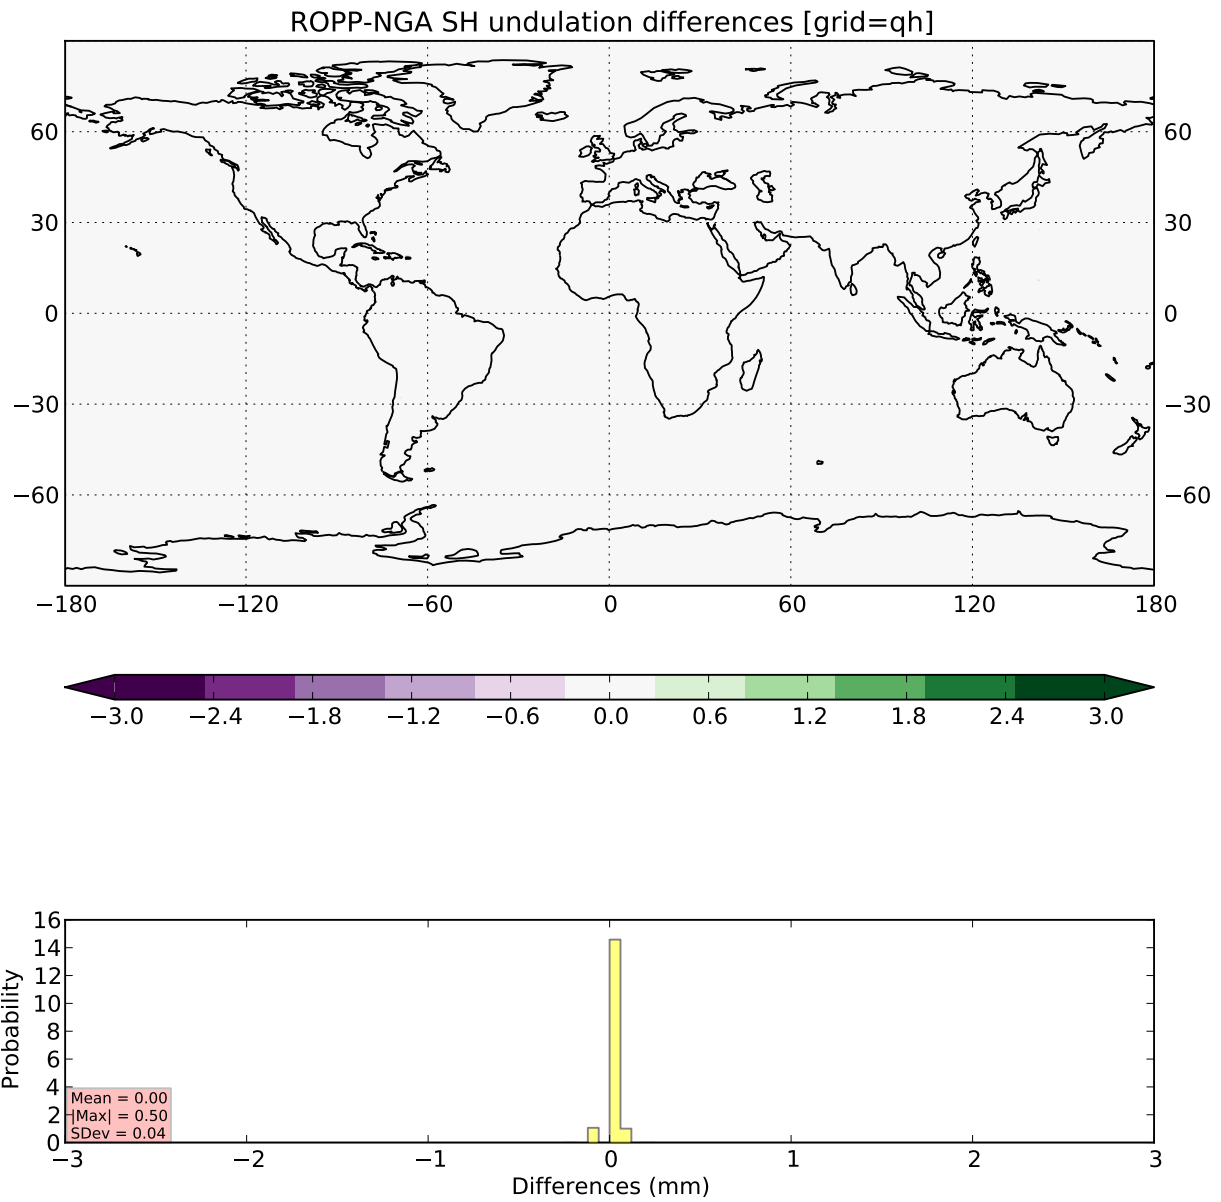 ROPP-NGA SH undulation differences [grid=qh]
60 60
30 30
0 0
−30 −30
−60 −60
−180 −120 −60 0 60 120 180
−3.0 −2.4 −1.8 −1.2 −0.6 0.0 0.6 1.2 1.8 2.4 3.0
16
14
12
10
8
6
4
2
0
Probability
Mean = 0.00
|Max| = 0.50
SDev = 0.04
−3 −2 −1 0 1 2 3
Differences (mm)